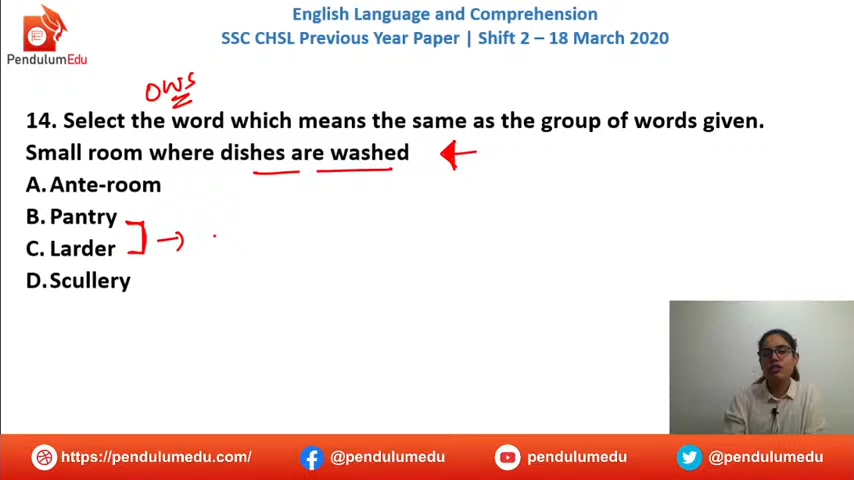 English Language and Comprehension
SSC CHSL Previous Year Paper | Shift 2 – 18 March 2020
PendulumEdu
OWS
14. Select the word which means the same as the group of words given.
Small room where dishes are washed
A. Ante-room
B. Pantry
C. Larder
D. Scullery
https://pendulumedu.com/ @pendulumedu pendulumedu @pendulumedu